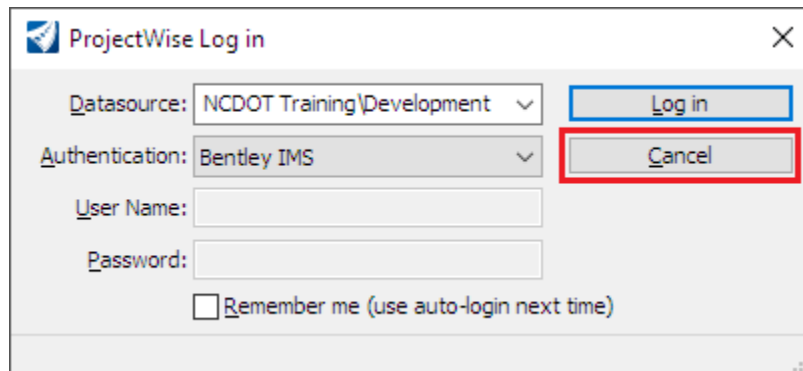 ProjectWise Log in
Datasource: NCDOT Training\Development Log in
Authentication: Bentley IMS Cancel
User Name:
Password:
Remember me (use auto-login next time)